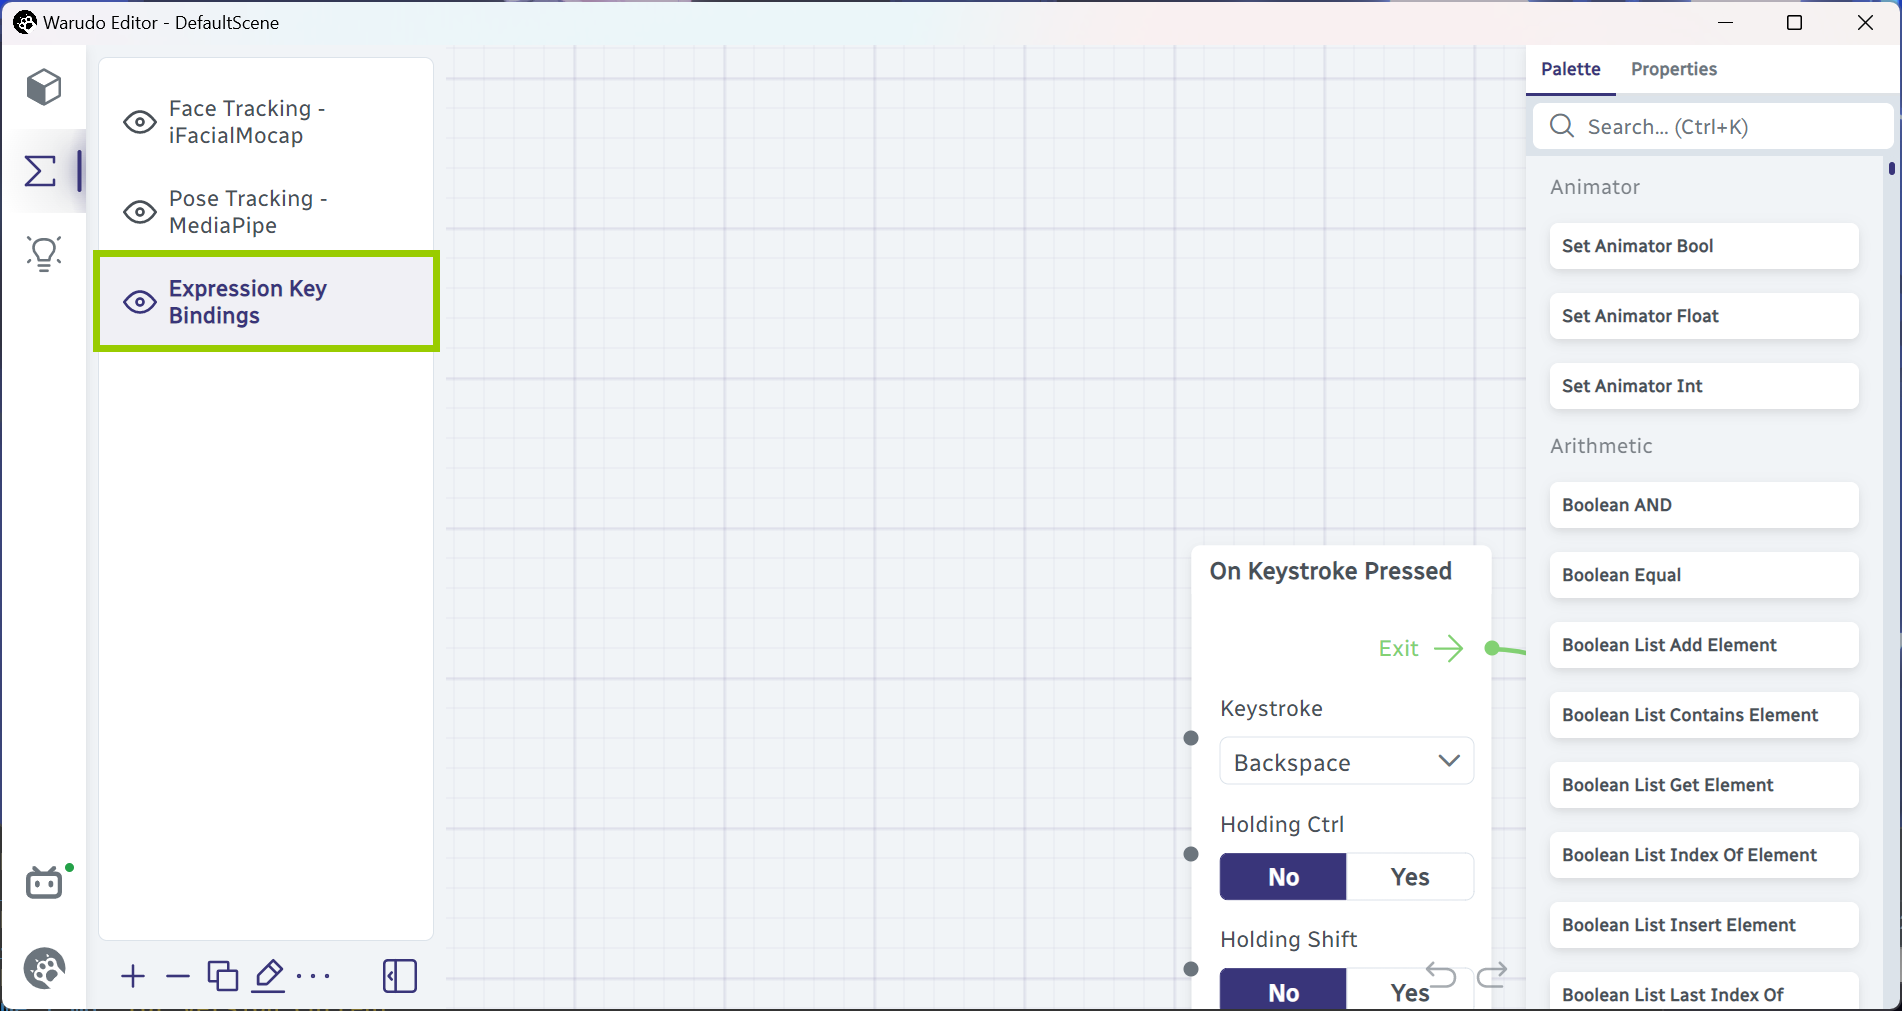 Warudo Editor - DefaultScene
Face Tracking -
iFacialMocap
Pose Tracking -
MediaPipe
Expression Key
Bindings
On Keystroke Pressed
Exit
Keystroke
Backspace
Holding Ctrl
No Yes
Holding Shift
No Yes
Palette Properties
Search... (Ctrl+K)
Animator
Set Animator Bool
Set Animator Float
Set Animator Int
Arithmetic
Boolean AND
Boolean Equal
Boolean List Add Element
Boolean List Contains Element
Boolean List Get Element
Boolean List Index Of Element
Boolean List Insert Element
Boolean List Last Index Of